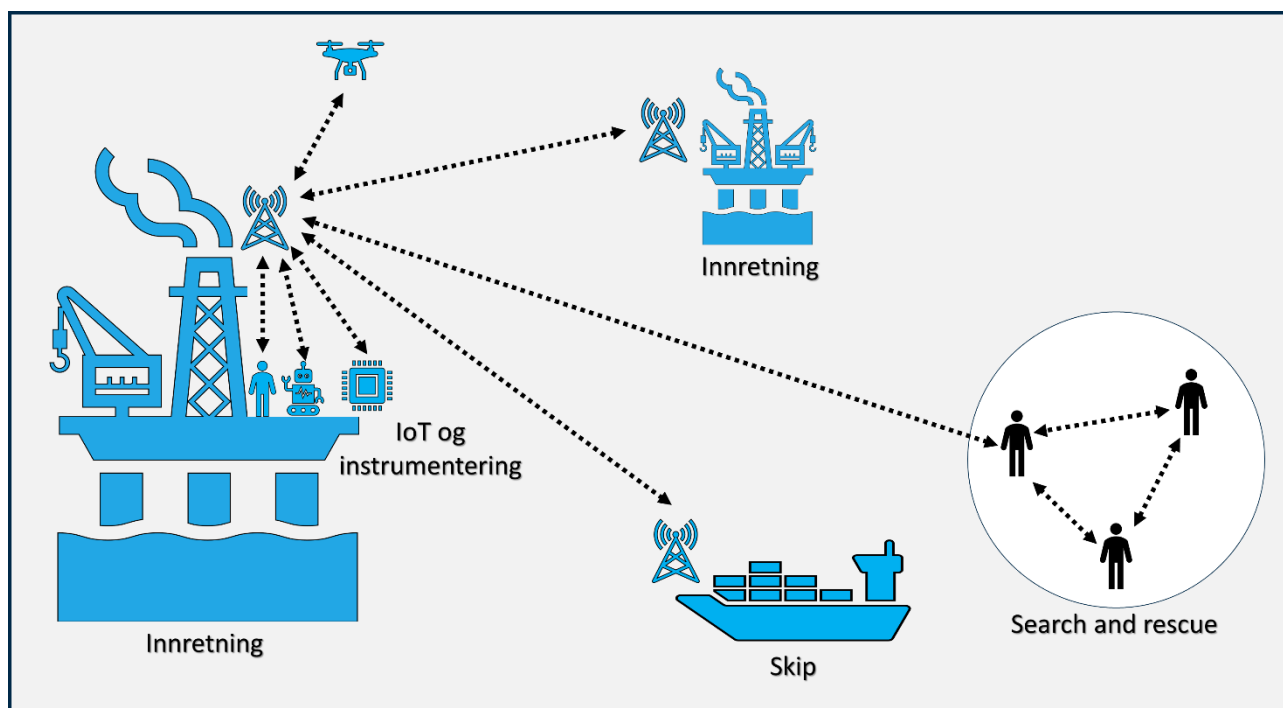 Innretning
IoT og
instrumentering
Innretning
Search and rescue
Skip